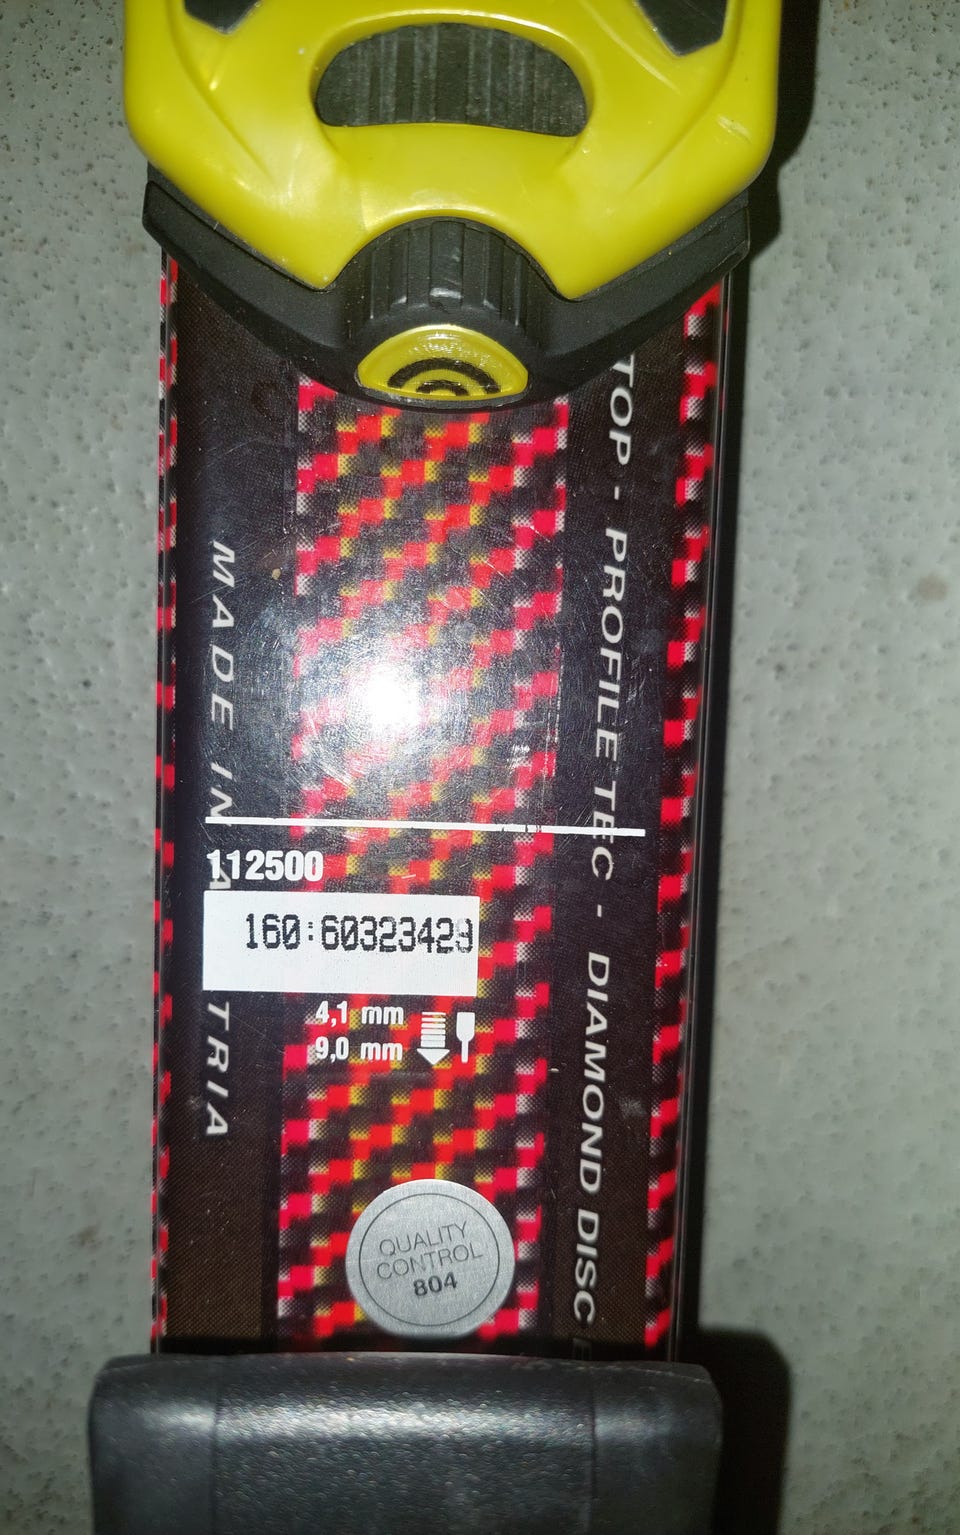 TOP - PROFILE TEC - DIAMOND DISC
MADE IN A TRIA
112500
160:60323429
4,1 mm
9,0 mm
QUALITY
CONTROL
804